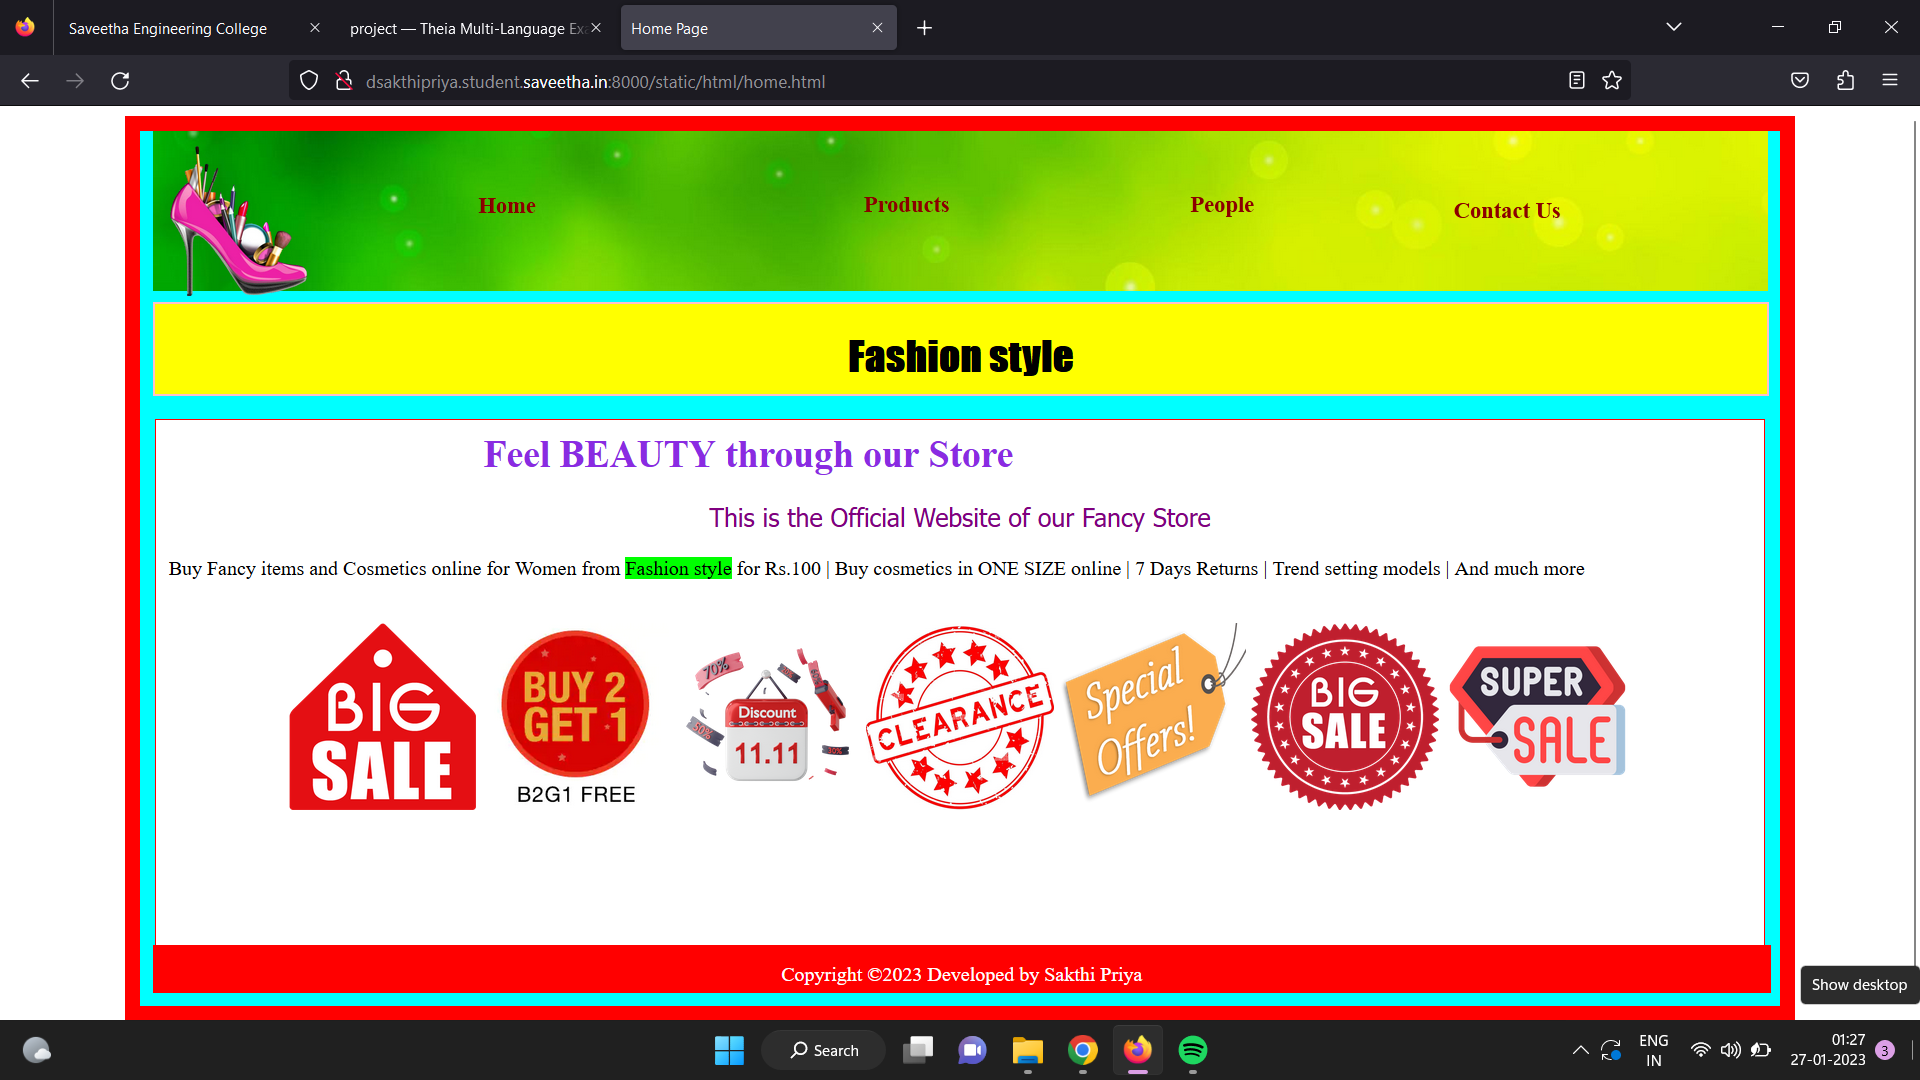 Saveetha Engineering College
project — Theia Multi-Language Ex
Home Page
dsakthipriya.student.saveetha.in:8000/static/html/home.html
Home
Products
People
Contact Us
Fashion style
Feel BEAUTY through our Store
This is the Official Website of our Fancy Store
Buy Fancy items and Cosmetics online for Women from Fashion style for Rs.100 | Buy cosmetics in ONE SIZE online | 7 Days Returns | Trend setting models | And much more
BIG
SALE
BUY 2
GET 1
B2G1 FREE
70%
50%
Discount
11.11
CLEARANCE
Special
Offers!
BIG
SALE
SUPER
SALE
Copyright ©2023 Developed by Sakthi Priya
Show desktop
Search
ENG
IN
01:27
27-01-2023
3